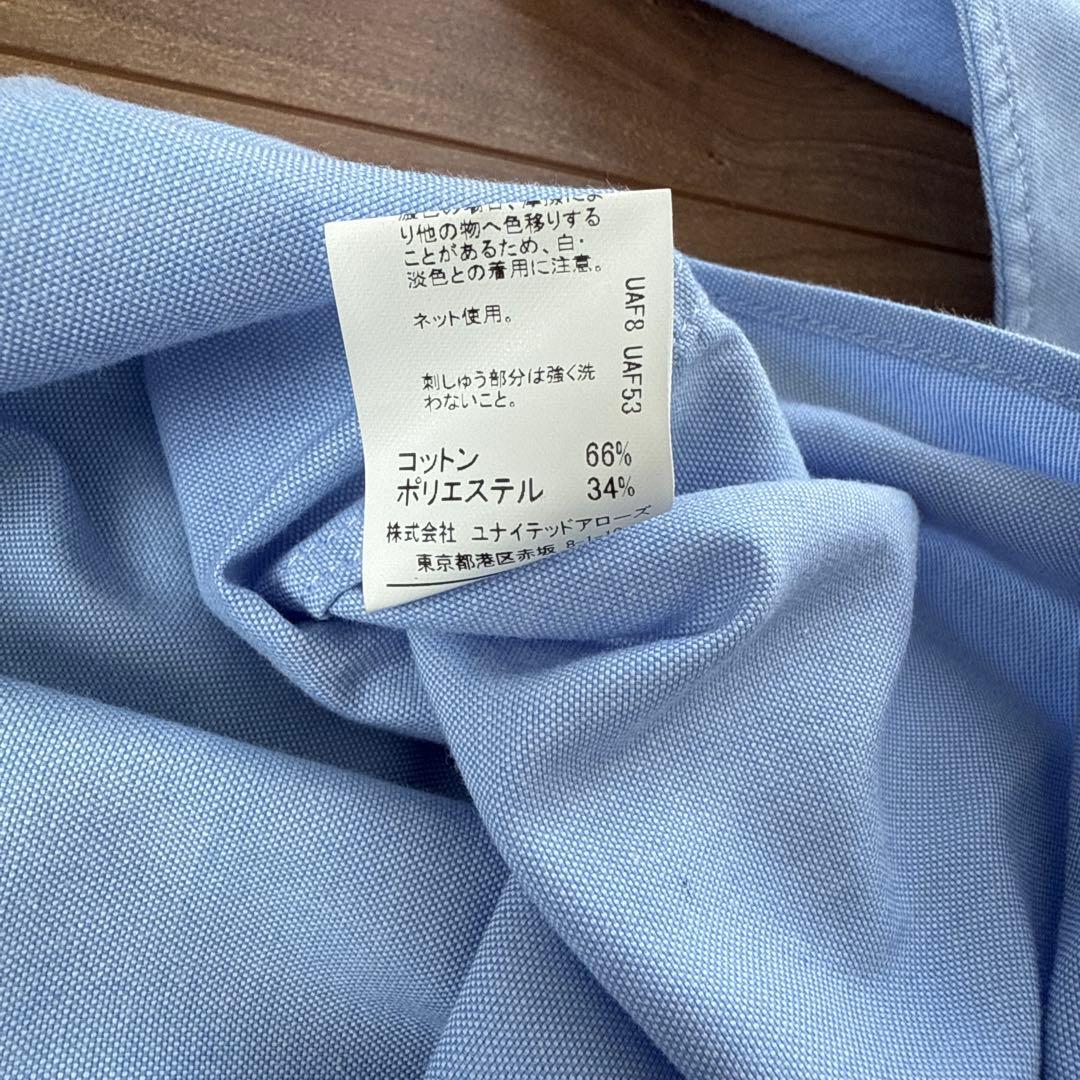 り他の物へ色移りする
ことがあるため、白・
淡色との着用に注意。
ネット使用。
刺しゅう部分は強く洗
わないこと。
コットン 66%
ポリエステル 34%
株式会社 ユナイテッドアローズ
東京都港区赤坂 8-1-
UAF8 UAF53